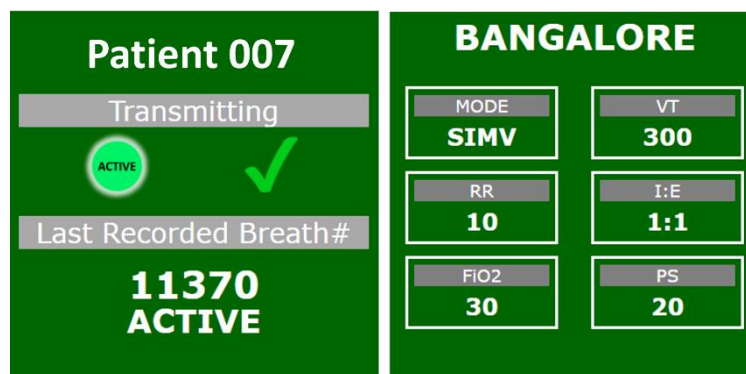 Patient 007
Transmitting
ACTIVE
Last Recorded Breath#
11370
ACTIVE
BANGALORE
MODE
SIMV
VT
300
RR
10
I:E
1:1
FiO2
30
PS
20